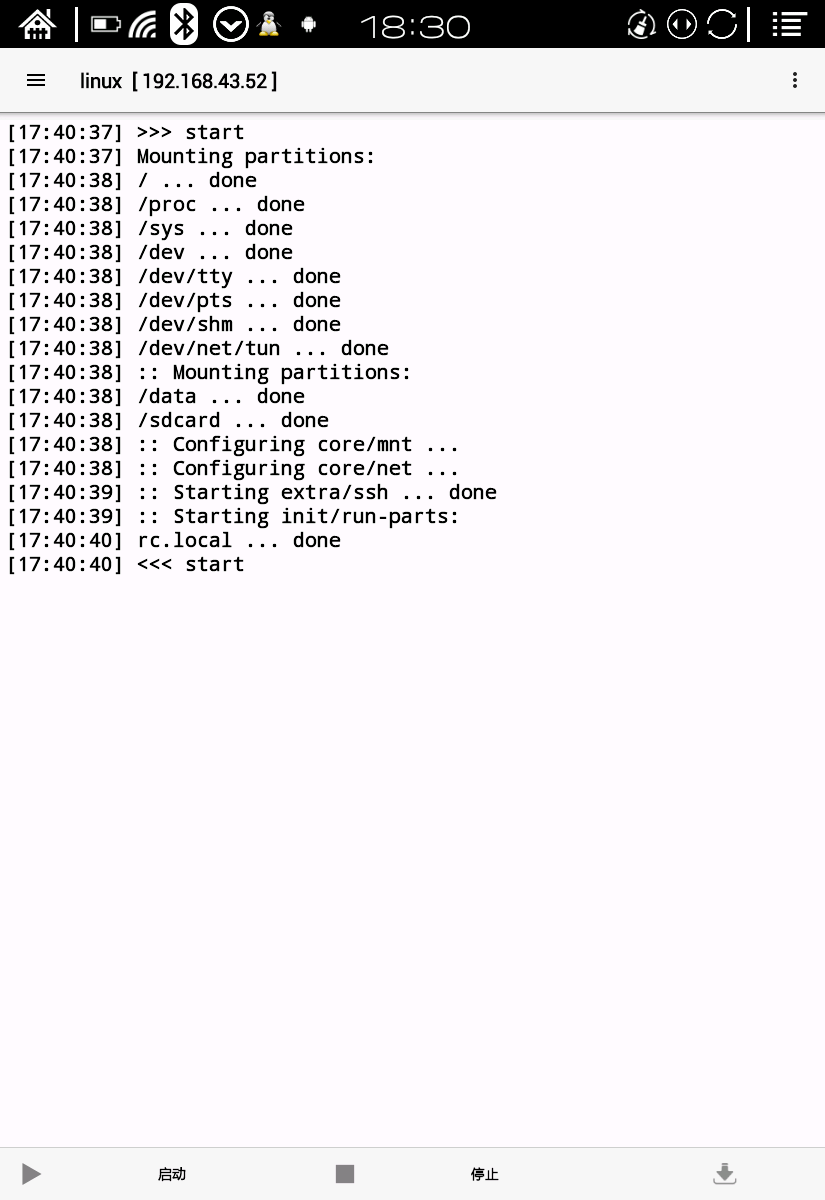 18:30
linux [ 192.168.43.52 ]
[17:40:37] >>> start
[17:40:37] Mounting partitions:
[17:40:38] / ... done
[17:40:38] /proc ... done
[17:40:38] /sys ... done
[17:40:38] /dev ... done
[17:40:38] /dev/tty ... done
[17:40:38] /dev/pts ... done
[17:40:38] /dev/shm ... done
[17:40:38] /dev/net/tun ... done
[17:40:38] :: Mounting partitions:
[17:40:38] /data ... done
[17:40:38] /sdcard ... done
[17:40:38] :: Configuring core/mnt ...
[17:40:38] :: Configuring core/net ...
[17:40:39] :: Starting extra/ssh ... done
[17:40:39] :: Starting init/run-parts:
[17:40:40] rc.local ... done
[17:40:40] <<< start
启动 停止